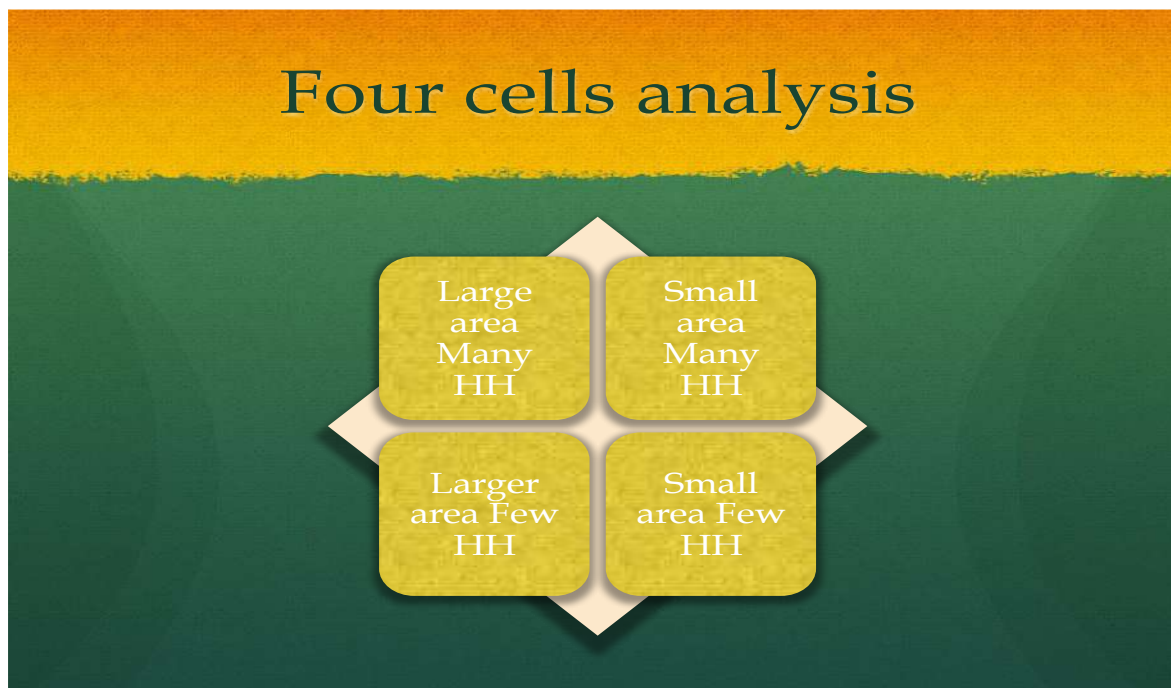 Four cells analysis
Large
area
Many
HH
Small
area
Many
HH
Larger
area Few
HH
Small
area Few
HH